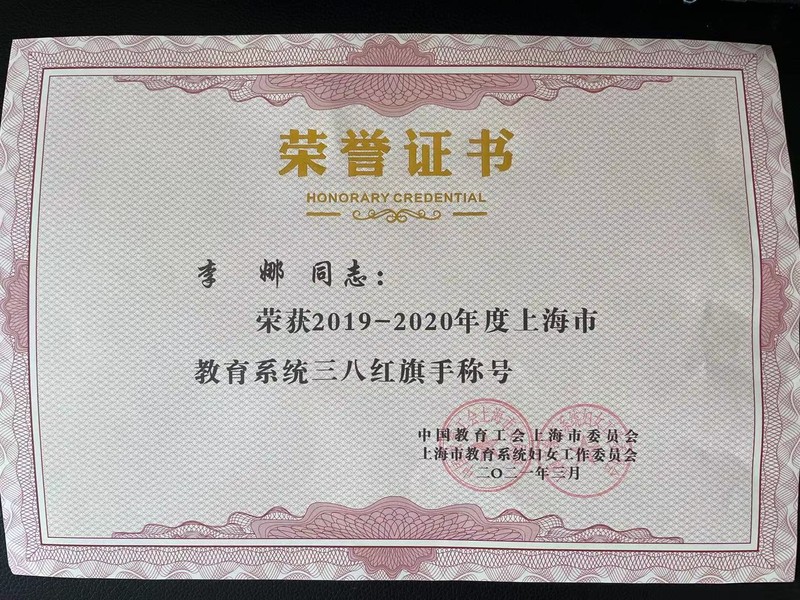 荣誉证书
HONORARY CREDENTIAL
李 娜 同志：
荣获2019-2020年度上海市
教育系统三八红旗手称号
中国教育工会上海市委员会
上海市教育系统妇女工作委员会
二〇二一年三月